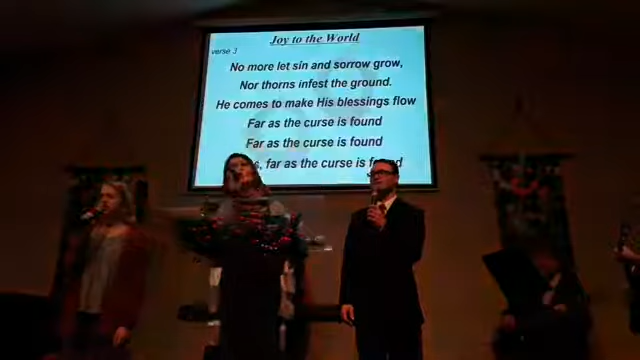 Joy to the World
verse 3
No more let sin and sorrow grow,
Nor thorns infest the ground.
He comes to make His blessings flow
Far as the curse is found
Far as the curse is found
far as the curse is